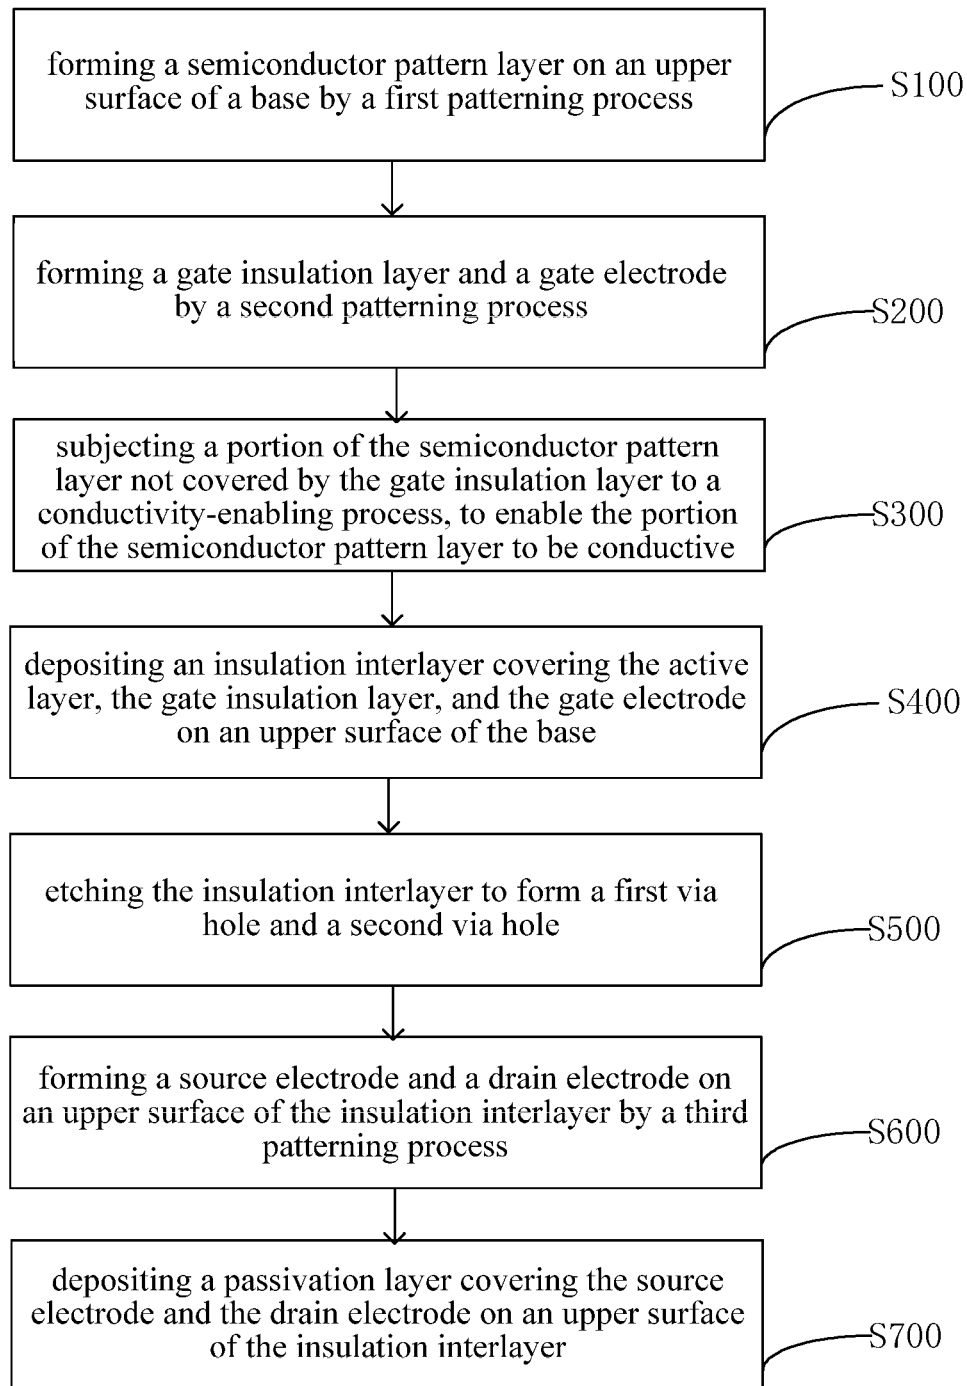 forming a semiconductor pattern layer on an upper
surface of a base by a first patterning process
S100
forming a gate insulation layer and a gate electrode
by a second patterning process
S200
subjecting a portion of the semiconductor pattern
layer not covered by the gate insulation layer to a
conductivity-enabling process, to enable the portion
of the semiconductor pattern layer to be conductive
S300
depositing an insulation interlayer covering the active
layer, the gate insulation layer, and the gate electrode
on an upper surface of the base
S400
etching the insulation interlayer to form a first via
hole and a second via hole
S500
forming a source electrode and a drain electrode on
an upper surface of the insulation interlayer by a third
patterning process
S600
depositing a passivation layer covering the source
electrode and the drain electrode on an upper surface
of the insulation interlayer
S700